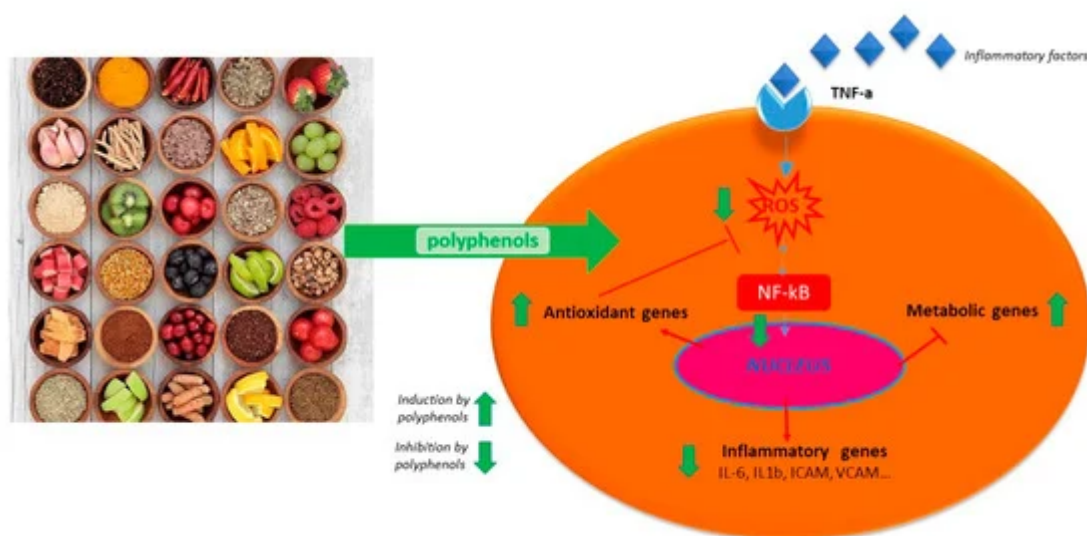 Inflammatory factors
TNF-a
ROS
polyphenols
NF-kB
Antioxidant genes
Metabolic genes
NUCLEUS
Induction by
polyphenols
Inhibition by
polyphenols
Inflammatory genes
IL-6, IL1b, ICAM, VCAM...